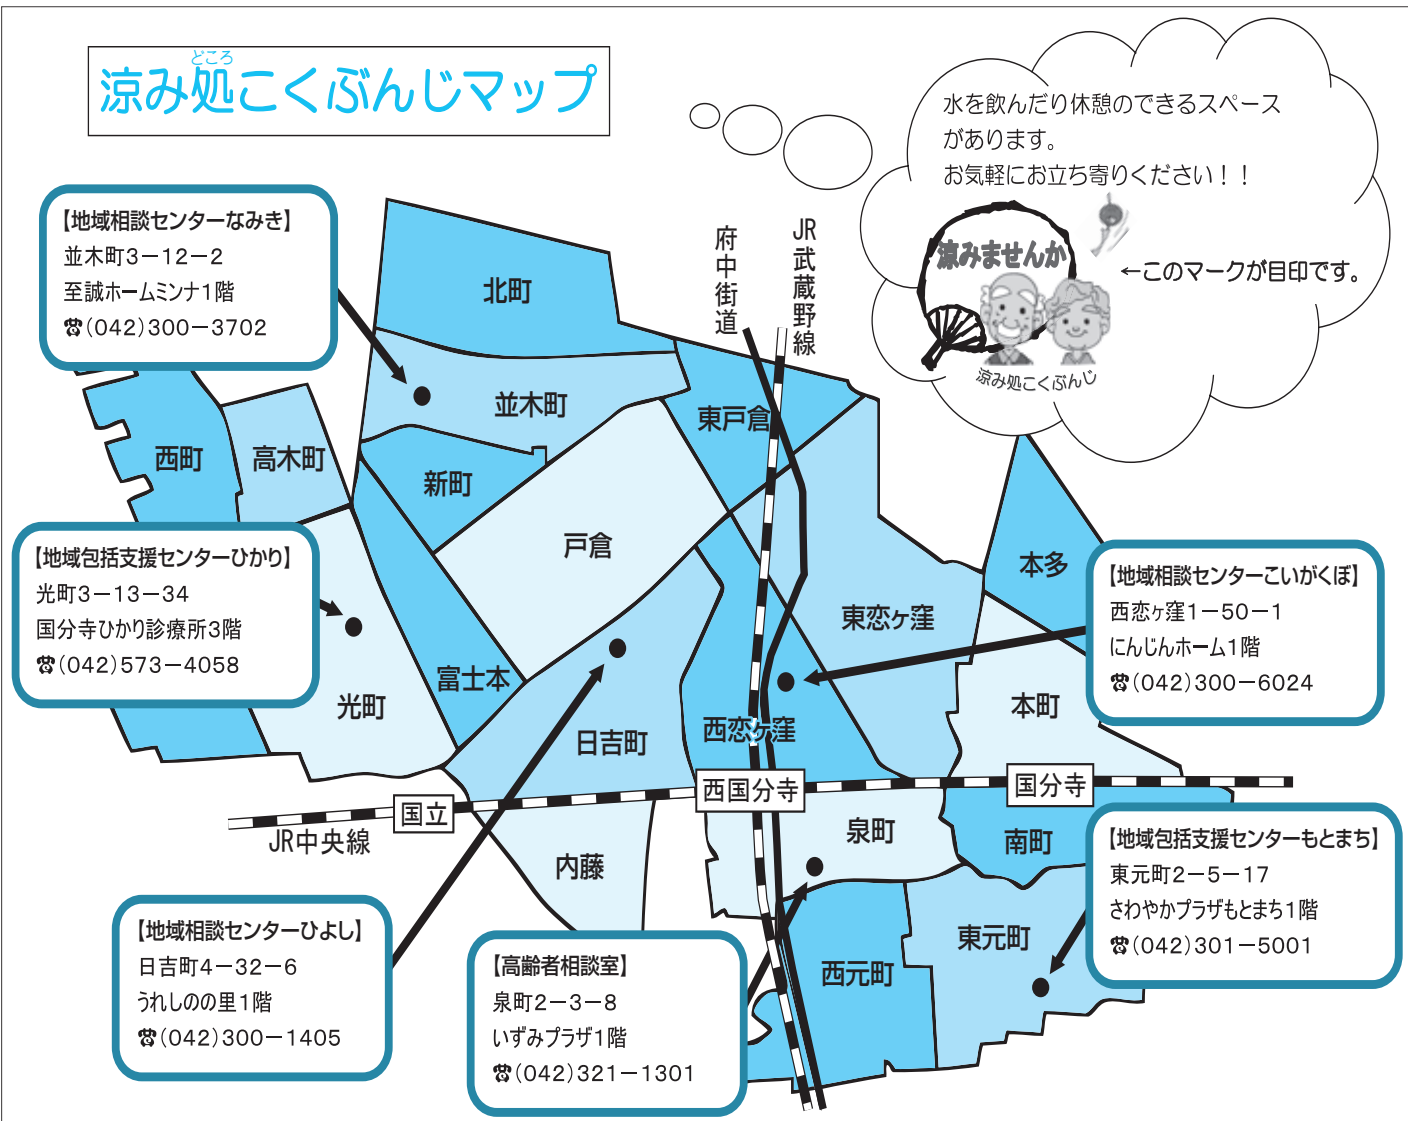 どころ
涼み処こくぶんじマップ
水を飲んだり休憩のできるスペース
があります。
お気軽にお立ち寄りください！！
涼みませんか
←このマークが目印です。
涼み処こくぶんじ
【地域相談センターなみき】
並木町3−12−2
至誠ホームミンナ1階
☎(042)300−3702
府中街道
JR武蔵野線
北町
並木町
東戸倉
西町
高木町
新町
戸倉
本多
【地域包括支援センターひかり】
光町3−13−34
国分寺ひかり診療所3階
☎(042)573−4058
【地域相談センターこいがくぼ】
西恋ヶ窪1−50−1
にんじんホーム1階
☎(042)300−6024
東恋ヶ窪
富士本
光町
日吉町
西恋ヶ窪
本町
西国分寺
国分寺
国立
JR中央線
内藤
泉町
南町
【地域包括支援センターもとまち】
東元町2−5−17
さわやかプラザもとまち1階
☎(042)301−5001
【地域相談センターひよし】
日吉町4−32−6
うれしのの里1階
☎(042)300−1405
【高齢者相談室】
泉町2−3−8
いずみプラザ1階
☎(042)321−1301
西元町
東元町